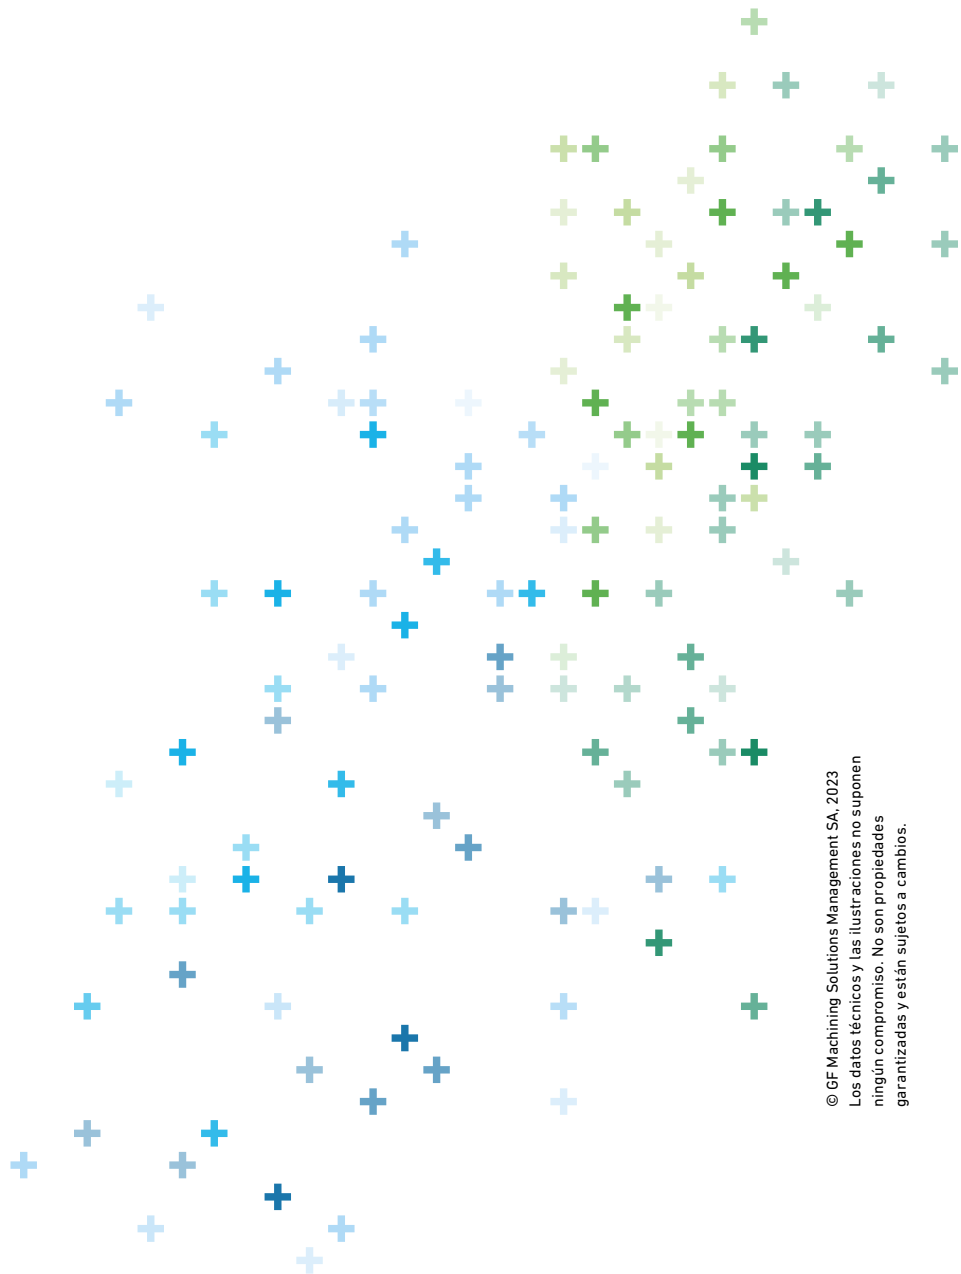 © GF Machining Solutions Management SA, 2023
Los datos técnicos y las ilustraciones no suponen
ningún compromiso. No son propiedades
garantizadas y están sujetos a cambios.